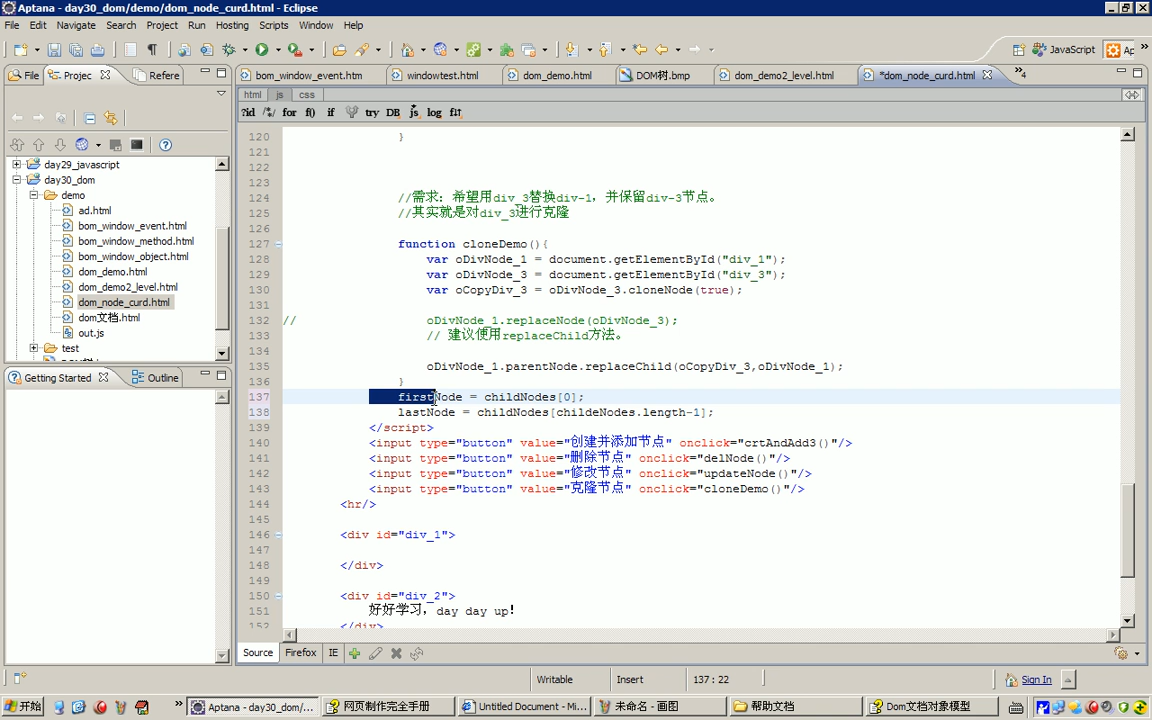 Aptana - day30_dom/demo/dom_node_curd.html - Eclipse
File Edit Navigate Search Project Run Hosting Scripts Window Help
JavaScript Ap
File Projec Refere
bom_window_event.htm windowtest.html dom_demo.html DOM树.bmp dom_demo2_level.html *dom_node_curd.html »4
html js css
?id /*/ for f() if try DB js log
day29_javascript
day30_dom
demo
ad.html
bom_window_event.html
bom_window_method.html
bom_window_object.html
dom_demo.html
dom_demo2_level.html
dom_node_curd.html
dom文档.html
out.js
test
Getting Started Outline
120 }
121
122
123
124 //需求：希望用div_3替换div-1，并保留div-3节点。
125 //其实就是对div_3进行克隆
126
127 function cloneDemo(){
128 var oDivNode_1 = document.getElementById("div_1");
129 var oDivNode_3 = document.getElementById("div_3");
130 var oCopyDiv_3 = oDivNode_3.cloneNode(true);
131
132 // oDivNode_1.replaceNode(oDivNode_3);
133 // 建议使用replaceChild方法。
134
135 oDivNode_1.parentNode.replaceChild(oCopyDiv_3,oDivNode_1);
136 }
137 firstNode = childNodes[0];
138 lastNode = childNodes[childeNodes.length-1];
139 </script>
140 <input type="button" value="创建并添加节点" onclick="crtAndAdd3()"/>
141 <input type="button" value="删除节点" onclick="delNode()"/>
142 <input type="button" value="修改节点" onclick="updateNode()"/>
143 <input type="button" value="克隆节点" onclick="cloneDemo()"/>
144 <hr/>
145
146 <div id="div_1">
147
148 </div>
149
150 <div id="div_2">
151 好好学习，day day up!
152 </div>
Source Firefox IE
Writable Insert 137 : 22 Sign In
开始 » Aptana - day30_dom/... 网页制作完全手册 Untitled Document - Mi... 未命名 - 画图 帮助文档 Dom文档对象模型